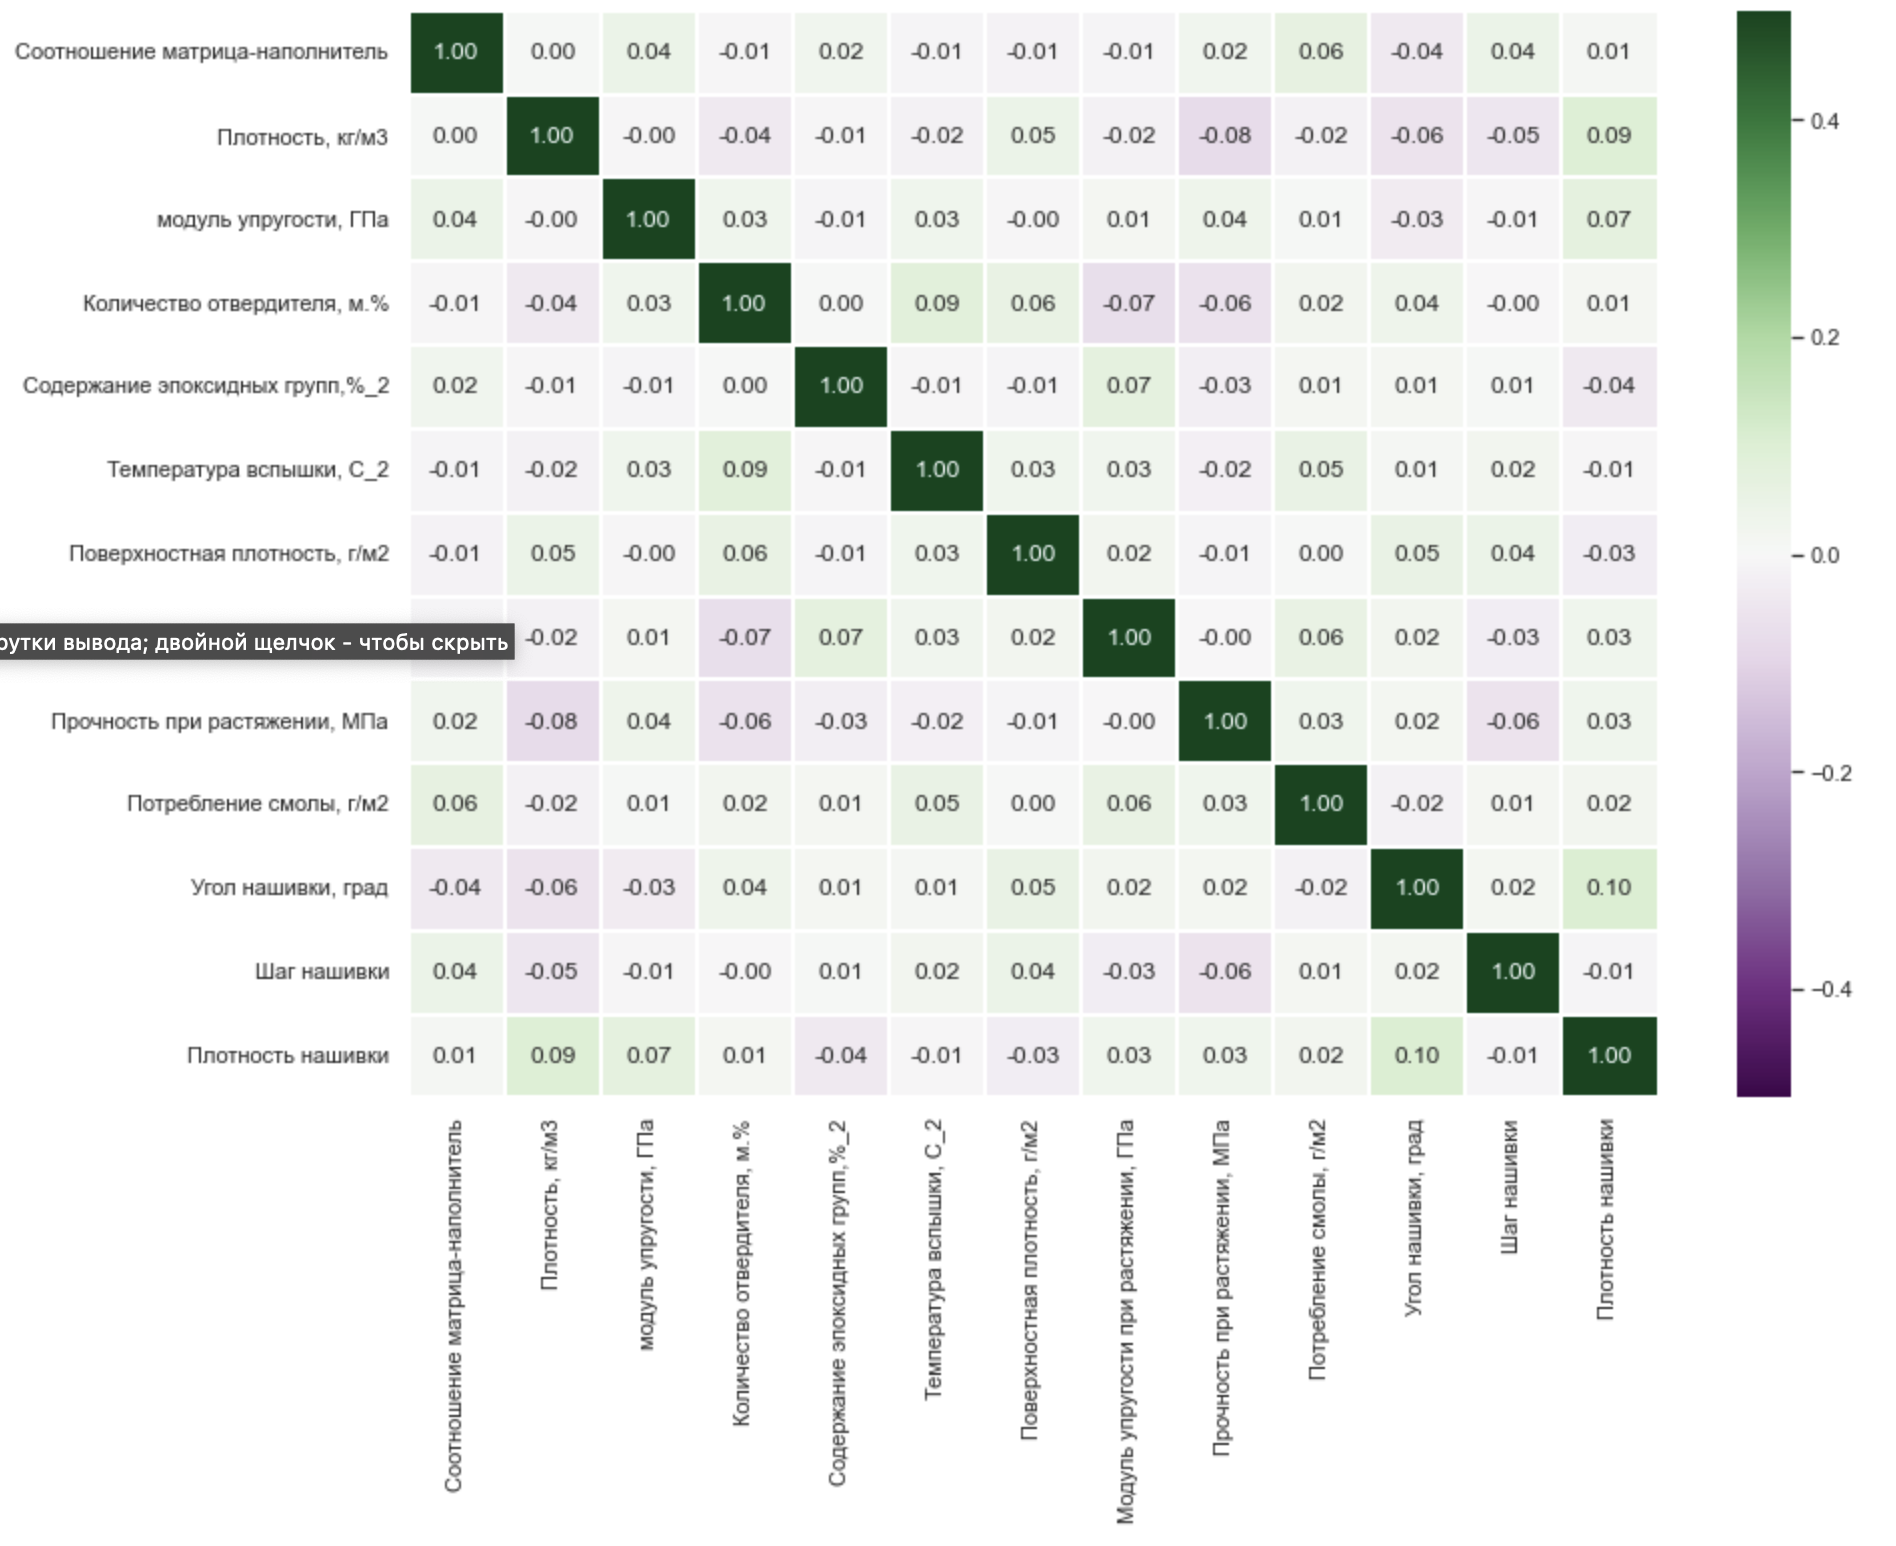 Соотношение матрица-наполнитель 1.00 0.00 0.04 -0.01 0.02 -0.01 -0.01 -0.01 0.02 0.06 -0.04 0.04 0.01
Плотность, кг/м3 0.00 1.00 -0.00 -0.04 -0.01 -0.02 0.05 -0.02 -0.08 -0.02 -0.06 -0.05 0.09
модуль упругости, ГПа 0.04 -0.00 1.00 0.03 -0.01 0.03 -0.00 0.01 0.04 0.01 -0.03 -0.01 0.07
Количество отвердителя, м.% -0.01 -0.04 0.03 1.00 0.00 0.09 0.06 -0.07 -0.06 0.02 0.04 -0.00 0.01
Содержание эпоксидных групп,%_2 0.02 -0.01 -0.01 0.00 1.00 -0.01 -0.01 0.07 -0.03 0.01 0.01 0.01 -0.04
Температура вспышки, С_2 -0.01 -0.02 0.03 0.09 -0.01 1.00 0.03 0.03 -0.02 0.05 0.01 0.02 -0.01
Поверхностная плотность, г/м2 -0.01 0.05 -0.00 0.06 -0.01 0.03 1.00 0.02 -0.01 0.00 0.05 0.04 -0.03
рутки вывода; двойной щелчок - чтобы скрыть -0.02 0.01 -0.07 0.07 0.03 0.02 1.00 -0.00 0.06 0.02 -0.03 0.03
Прочность при растяжении, МПа 0.02 -0.08 0.04 -0.06 -0.03 -0.02 -0.01 -0.00 1.00 0.03 0.02 -0.06 0.03
Потребление смолы, г/м2 0.06 -0.02 0.01 0.02 0.01 0.05 0.00 0.06 0.03 1.00 -0.02 0.01 0.02
Угол нашивки, град -0.04 -0.06 -0.03 0.04 0.01 0.01 0.05 0.02 0.02 -0.02 1.00 0.02 0.10
Шаг нашивки 0.04 -0.05 -0.01 -0.00 0.01 0.02 0.04 -0.03 -0.06 0.01 0.02 1.00 -0.01
Плотность нашивки 0.01 0.09 0.07 0.01 -0.04 -0.01 -0.03 0.03 0.03 0.02 0.10 -0.01 1.00
Соотношение матрица-наполнитель
Плотность, кг/м3
модуль упругости, ГПа
Количество отвердителя, м.%
Содержание эпоксидных групп,%_2
Температура вспышки, С_2
Поверхностная плотность, г/м2
Модуль упругости при растяжении, ГПа
Прочность при растяжении, МПа
Потребление смолы, г/м2
Угол нашивки, град
Шаг нашивки
Плотность нашивки
0.4
0.2
0.0
−0.2
−0.4